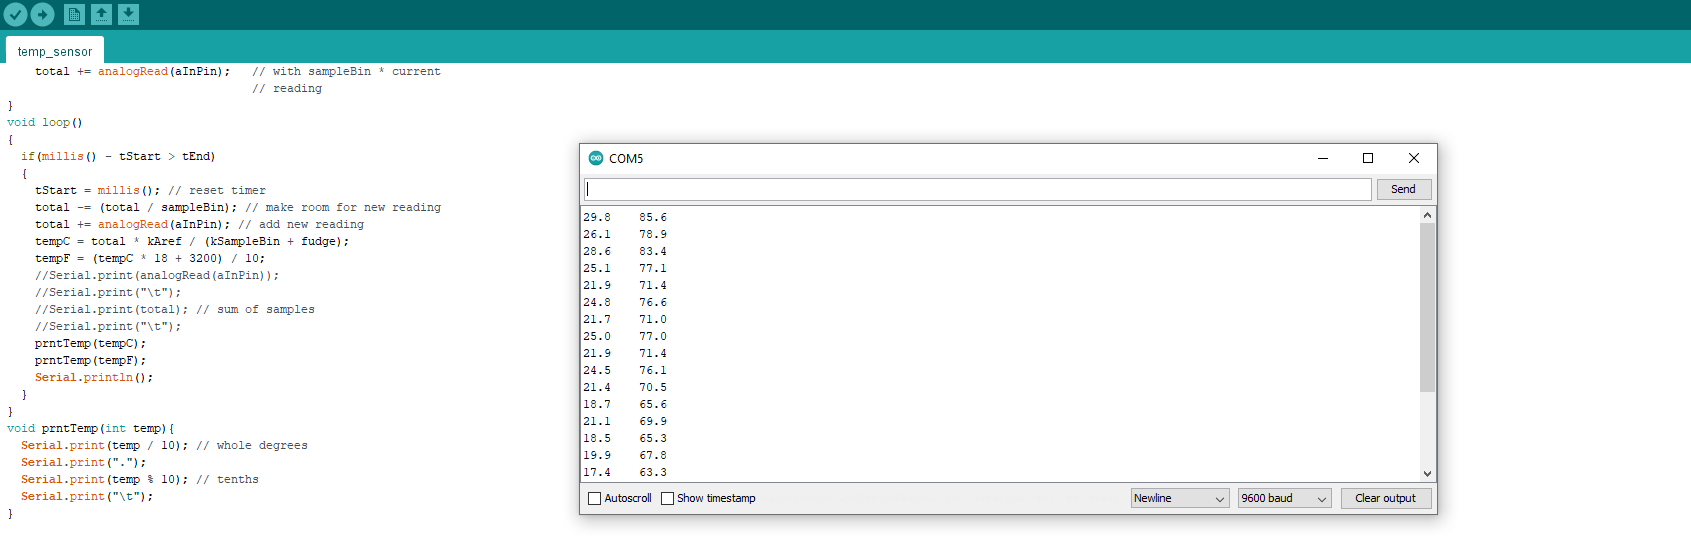 temp_sensor
total += analogRead(aInPin);   // with sampleBin * current
// reading
}
void loop()
{
if(millis() - tStart > tEnd)
{
tStart = millis(); // reset timer
total -= (total / sampleBin); // make room for new reading
total += analogRead(aInPin); // add new reading
tempC = total * kAref / (kSampleBin + fudge);
tempF = (tempC * 18 + 3200) / 10;
//Serial.print(analogRead(aInPin));
//Serial.print("\t");
//Serial.print(total); // sum of samples
//Serial.print("\t");
prntTemp(tempC);
prntTemp(tempF);
Serial.println();
}
}
void prntTemp(int temp){
Serial.print(temp / 10); // whole degrees
Serial.print(".");
Serial.print(temp % 10); // tenths
Serial.print("\t");
}
COM5
Send
29.8    85.6
26.1    78.9
28.6    83.4
25.1    77.1
21.9    71.4
24.8    76.6
21.7    71.0
25.0    77.0
21.9    71.4
24.5    76.1
21.4    70.5
18.7    65.6
21.1    69.9
18.5    65.3
19.9    67.8
17.4    63.3
Autoscroll Show timestamp Newline 9600 baud Clear output